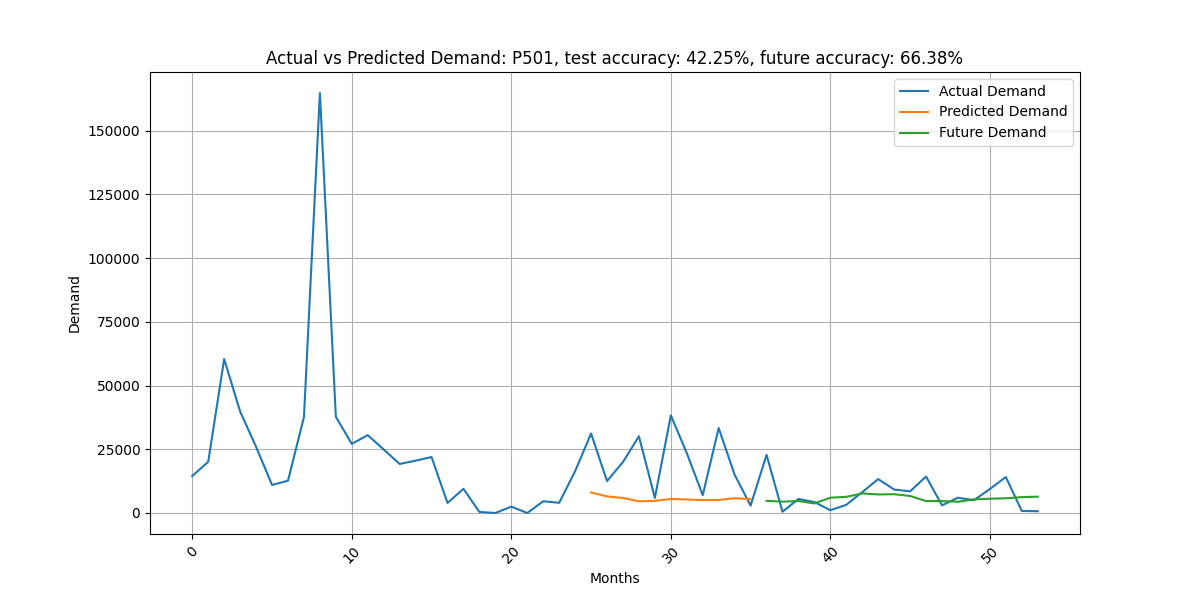 Actual vs Predicted Demand: P501, test accuracy: 42.25%, future accuracy: 66.38%
Actual Demand
Predicted Demand
Future Demand
Demand
150000
125000
100000
75000
50000
25000
0
0
10
20
30
40
50
Months